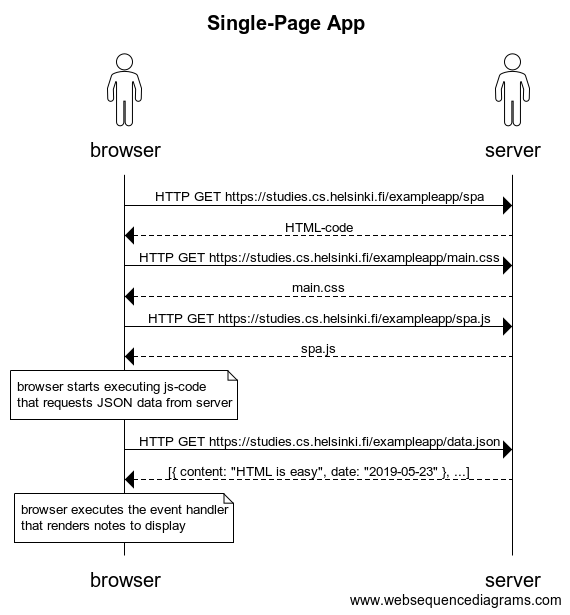 Single-Page App
browser
server
HTTP GET https://studies.cs.helsinki.fi/exampleapp/spa
HTML-code
HTTP GET https://studies.cs.helsinki.fi/exampleapp/main.css
main.css
HTTP GET https://studies.cs.helsinki.fi/exampleapp/spa.js
spa.js
browser starts executing js-code
that requests JSON data from server
HTTP GET https://studies.cs.helsinki.fi/exampleapp/data.json
[{ content: "HTML is easy", date: "2019-05-23" }, ...]
browser executes the event handler
that renders notes to display
browser
server
www.websequencediagrams.com